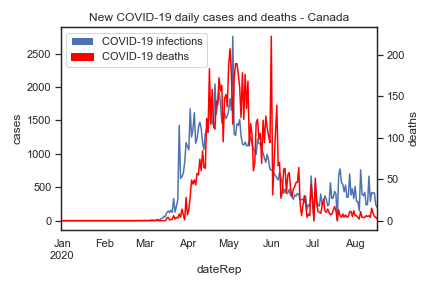 New COVID-19 daily cases and deaths - Canada
COVID-19 infections
COVID-19 deaths
cases
2500
2000
1500
1000
500
0
deaths
200
150
100
50
0
Jan Feb Mar Apr May Jun Jul Aug
2020
dateRep